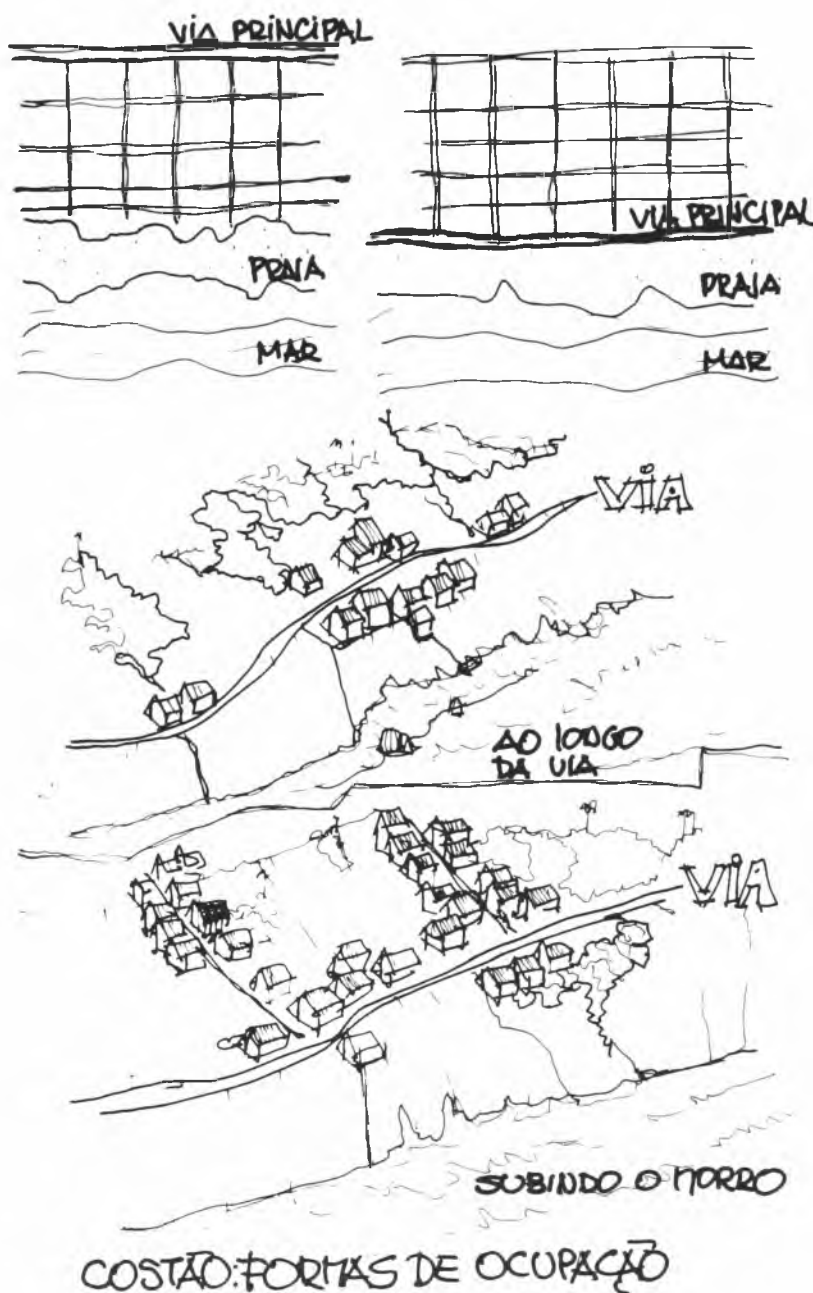 VIA PRINCIPAL
VIA PRINCIPAL
PRAIA
PRAIA
MAR
MAR
VIA
AO LONGO
DA VIA
VIA
SUBINDO O MORRO
COSTÃO: FORMAS DE OCUPAÇÃO